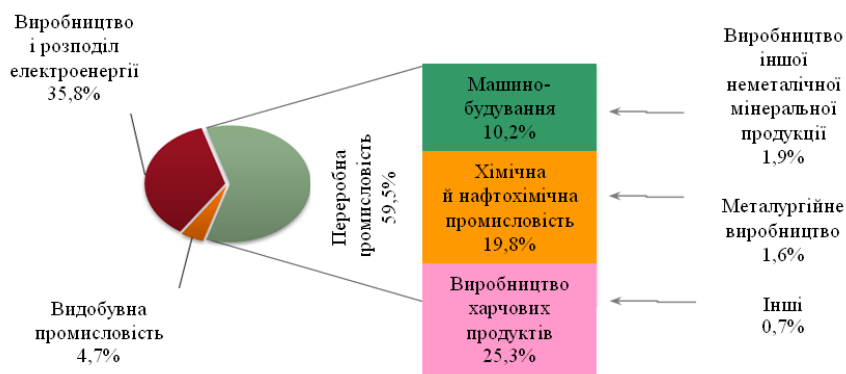 Виробництво
і розподіл
електроенергії
35,8%
Видобувна
промисловість
4,7%
Переробна
ромисловість
59,5%
Машино-
будування
10,2%
Хімічна
й нафтохімічна
промисловість
19,8%
Виробництво
харчових
продуктів
25,3%
Виробництво
іншої
неметалічної
мінеральної
продукції
1,9%
Металургійне
виробництво
1,6%
Інші
0,7%